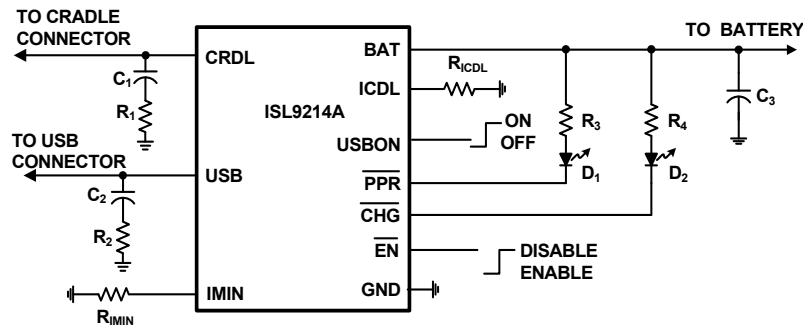 TO CRADLE
CONNECTOR
CRDL
C1
R1
TO USB
CONNECTOR
USB
C2
R2
IMIN
RIMIN
ISL9214A
BAT
TO BATTERY
ICDL
RICDL
USBON
ON
OFF
PPR
CHG
EN
DISABLE
ENABLE
GND
R3
D1
R4
D2
C3